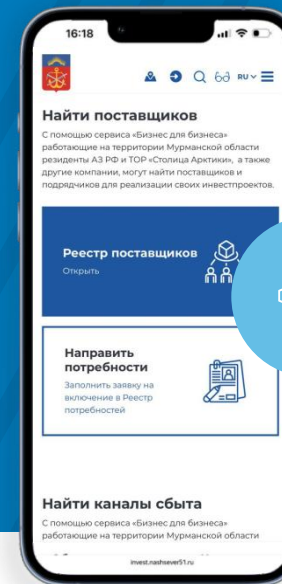 16:18
RU
Найти поставщиков
С помощью сервиса «Бизнес для бизнеса»
работающие на территории Мурманской области
резиденты АЗ РФ и ТОР «Столица Арктики», а также
другие компании, могут найти поставщиков и
подрядчиков для реализации своих инвестпроектов.
Реестр поставщиков
Открыть
Направить
потребности
Заполнить заявку на
включение в Реестр
потребностей
Найти каналы сбыта
С помощью сервиса «Бизнес для бизнеса»
работающие на территории Мурманской области
invest.nashsever51.ru